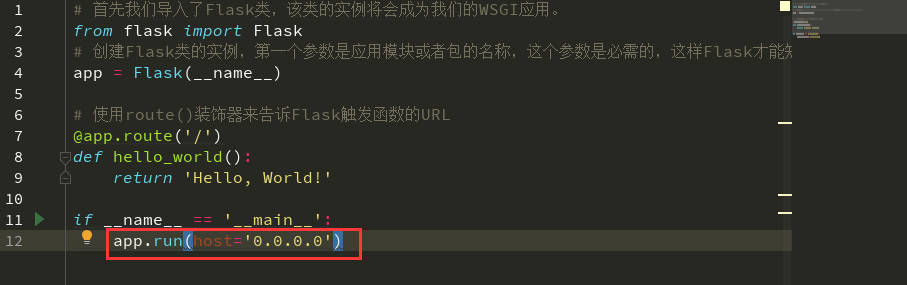 1 # 首先我们导入了Flask类，该类的实例将会成为我们的WSGI应用。
2 from flask import Flask
3 # 创建Flask类的实例，第一个参数是应用模块或者包的名称，这个参数是必需的，这样Flask才能
4 app = Flask(__name__)
5
6 # 使用route()装饰器来告诉Flask触发函数的URL
7 @app.route('/')
8 def hello_world():
9 return 'Hello, World!'
10
11 if __name__ == '__main__':
12 app.run(host='0.0.0.0')